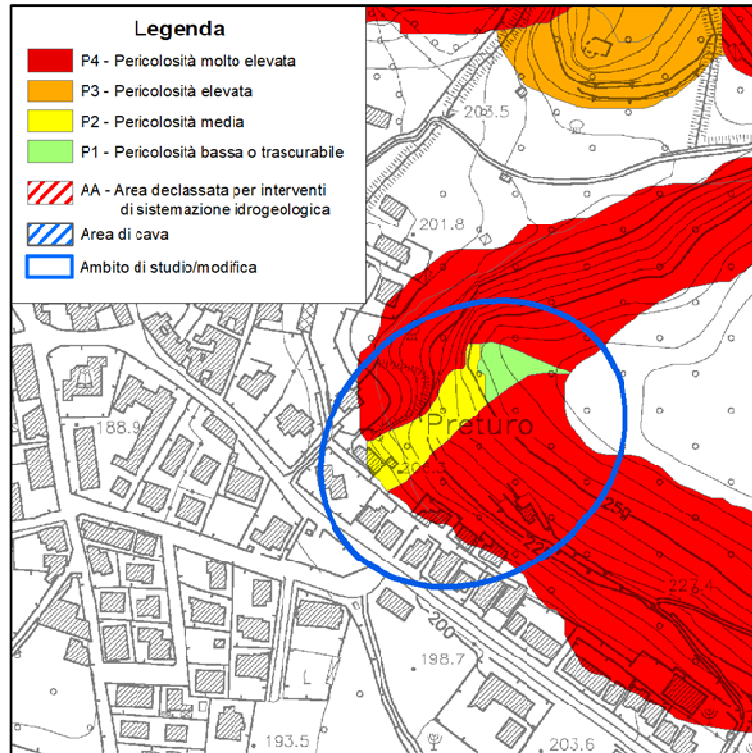 Legenda
P4 - Pericolosità molto elevata
P3 - Pericolosità elevata
P2 - Pericolosità media
P1 - Pericolosità bassa o trascurabile
AA - Area declassata per interventi
di sistemazione idrogeologica
Area di cava
Ambito di studio/modifica
203.5
201.8
188.9
Preturo
250
227.4
200
198.7
193.5
203.6